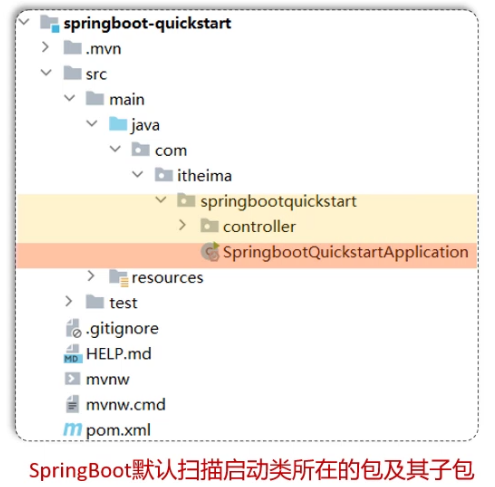 springboot-quickstart
.mvn
src
main
java
com
itheima
springbootquickstart
controller
SpringbootQuickstartApplication
resources
test
.gitignore
HELP.md
mvnw
mvnw.cmd
pom.xml
SpringBoot默认扫描启动类所在的包及其子包